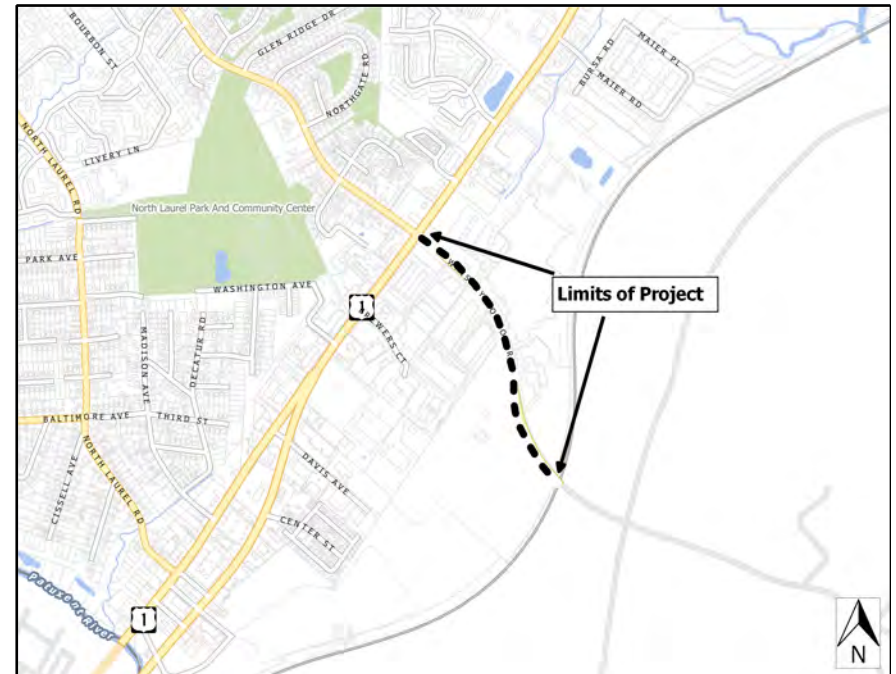 BOURBON ST
GLEN RIDGE DR
NORTHGATE RD
MAIER PL
BURSA RD
MAIER RD
NORTH LAUREL RD
LIVERY LN
North Laurel Park And Community Center
PARK AVE
WASHINGTON AVE
Limits of Project
1
MADISON AVE
DECATUR RD
BALTIMORE AVE
THIRD ST
NORTH LAUREL RD
CISSELL AVE
DAVIS AVE
CENTER ST
Patuxent River
1
N